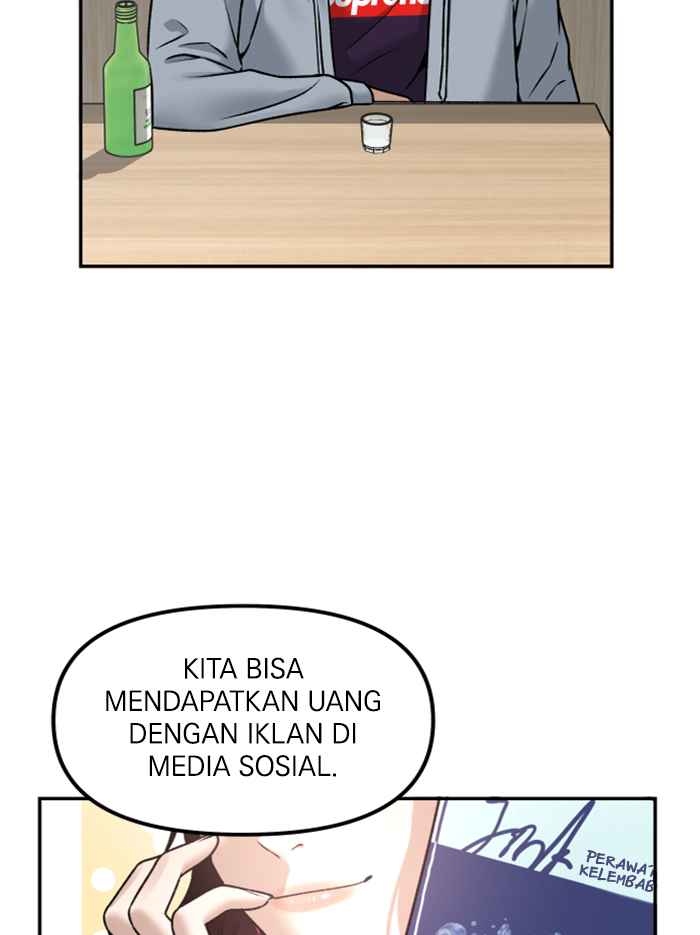 KITA BISA
MENDAPATKAN UANG
DENGAN IKLAN DI
MEDIA SOSIAL.
PERAWAT
KELEMBAB